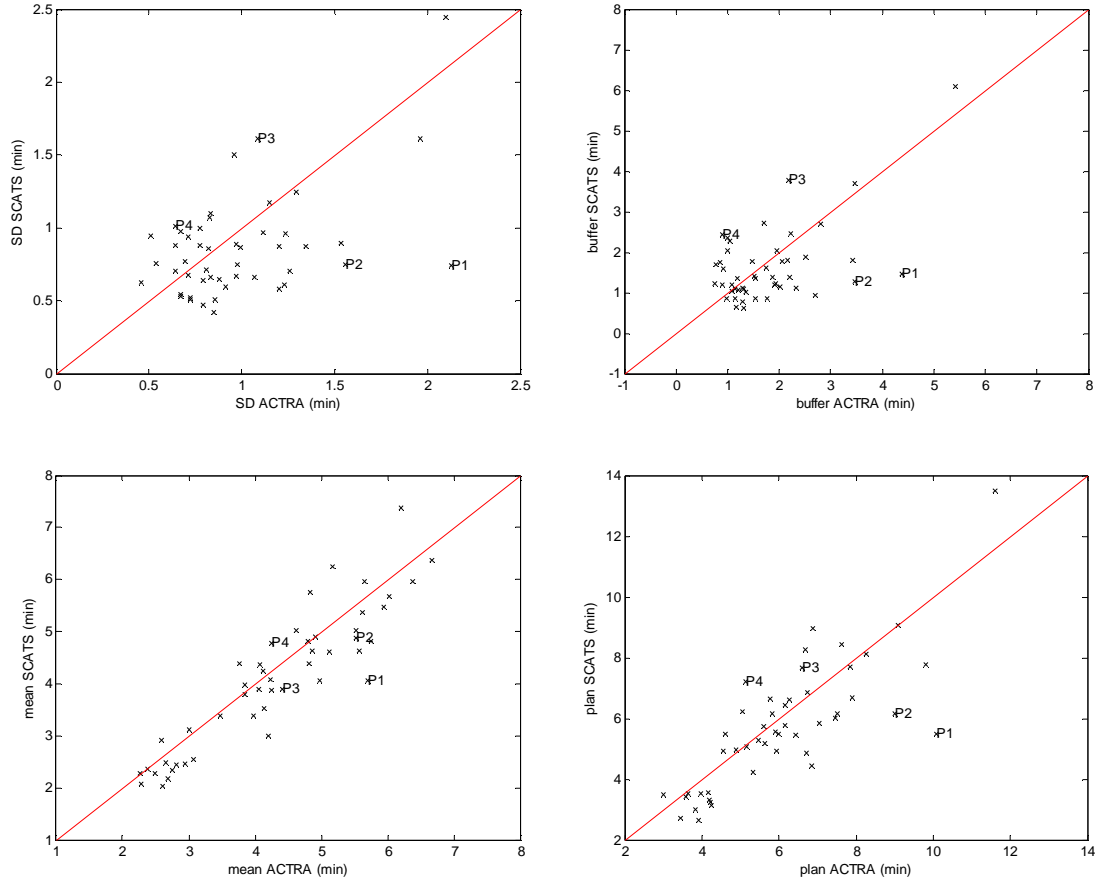 2.5
2
1.5
1
0.5
0
0
0.5
1
1.5
2
2.5
SD SCATS (min)
SD ACTRA (min)
P3
P4
P2
P1
8
7
6
5
4
3
2
1
0
-1
-1
0
1
2
3
4
5
6
7
8
buffer SCATS (min)
buffer ACTRA (min)
P3
P4
P1
P2
8
7
6
5
4
3
2
1
1
2
3
4
5
6
7
8
mean SCATS (min)
mean ACTRA (min)
P4
P2
P3
P1
14
12
10
8
6
4
2
2
4
6
8
10
12
14
plan SCATS (min)
plan ACTRA (min)
P3
P4
P2
P1